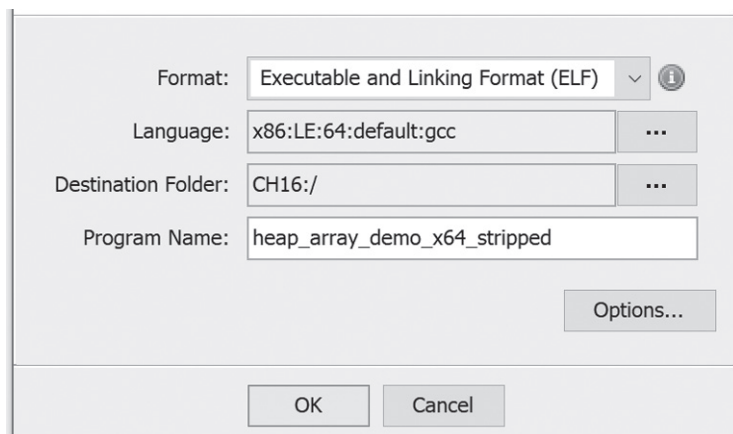 Format: Executable and Linking Format (ELF)
Language: x86:LE:64:default:gcc ...
Destination Folder: CH16:/ ...
Program Name: heap_array_demo_x64_stripped
Options...
OK Cancel